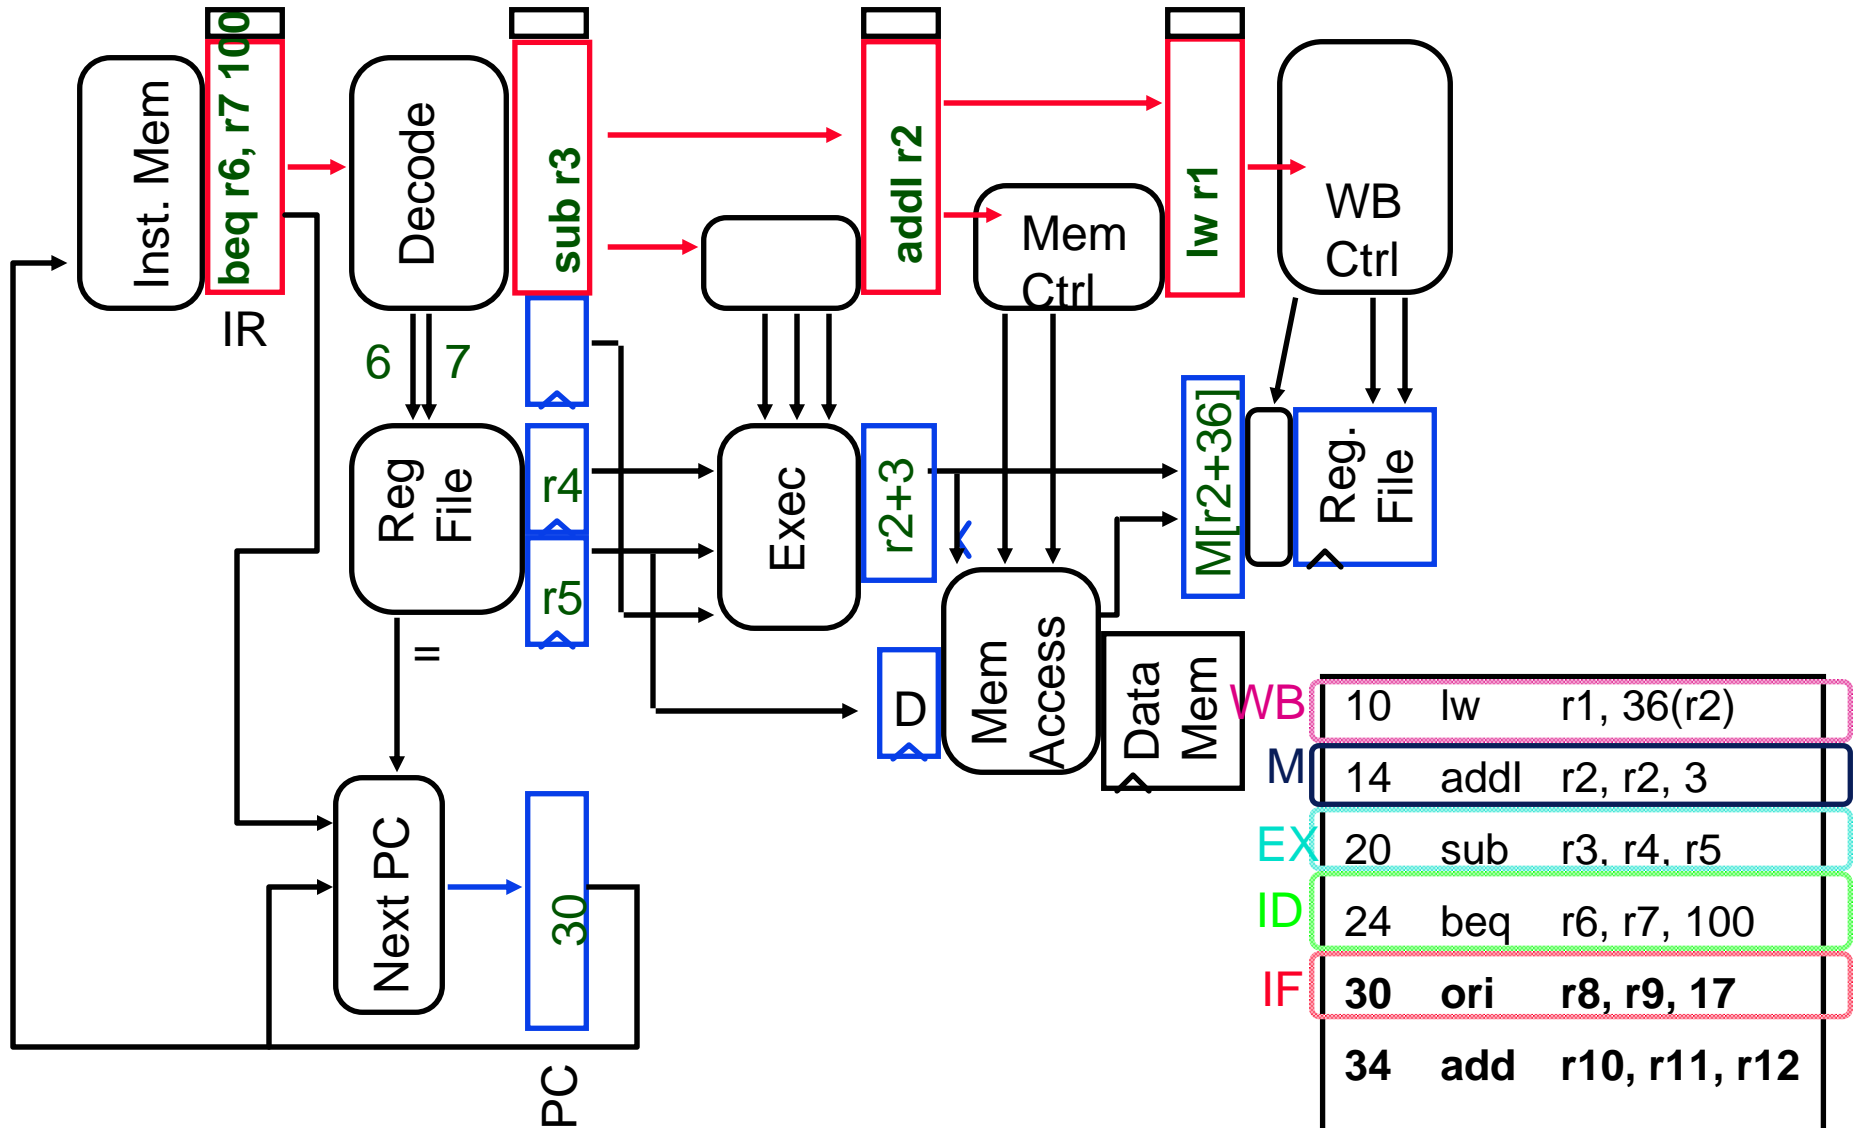 Inst. Mem
beq r6, r7 100
IR
Decode
sub r3
addI r2
Mem
Ctrl
lw r1
WB
Ctrl
6
7
Reg
File
r4
r5
Exec
r2+3
M[r2+36]
Reg.
File
=
D
Mem
Access
Data
Mem
Next PC
30
PC
WB 10 lw r1, 36(r2)
M 14 addI r2, r2, 3
EX 20 sub r3, r4, r5
ID 24 beq r6, r7, 100
IF 30 ori r8, r9, 17
34 add r10, r11, r12